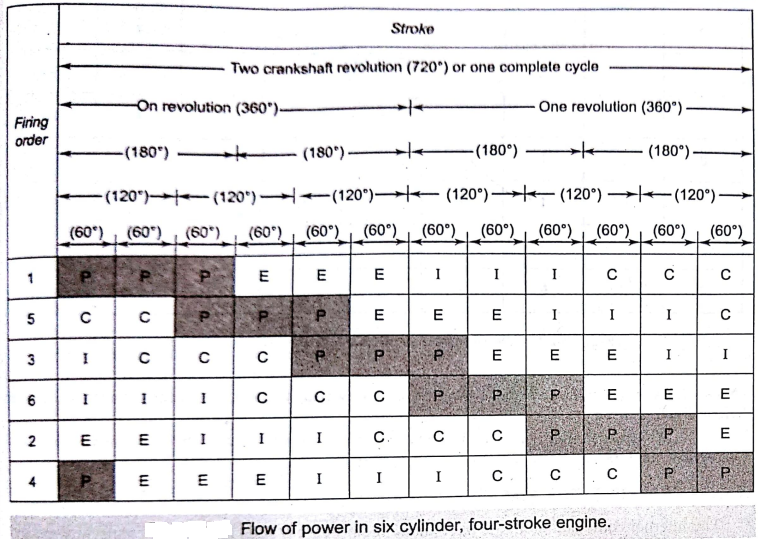 Stroke
Two crankshaft revolution (720°) or one complete cycle
On revolution (360°) One revolution (360°)
Firing
order
(180°) (180°) (180°) (180°)
(120°) (120°) (120°) (120°) (120°) (120°)
(60°) (60°) (60°) (60°) (60°) (60°) (60°) (60°) (60°) (60°) (60°) (60°)
1 P P P E E E I I I C C C
5 C C P P P E E E I I I C
3 I C C C P P P E E E I I
6 I I I C C C P P P E E E
2 E E I I I C C C P P P E
4 P E E E I I I C C C P P
Flow of power in six cylinder, four-stroke engine.